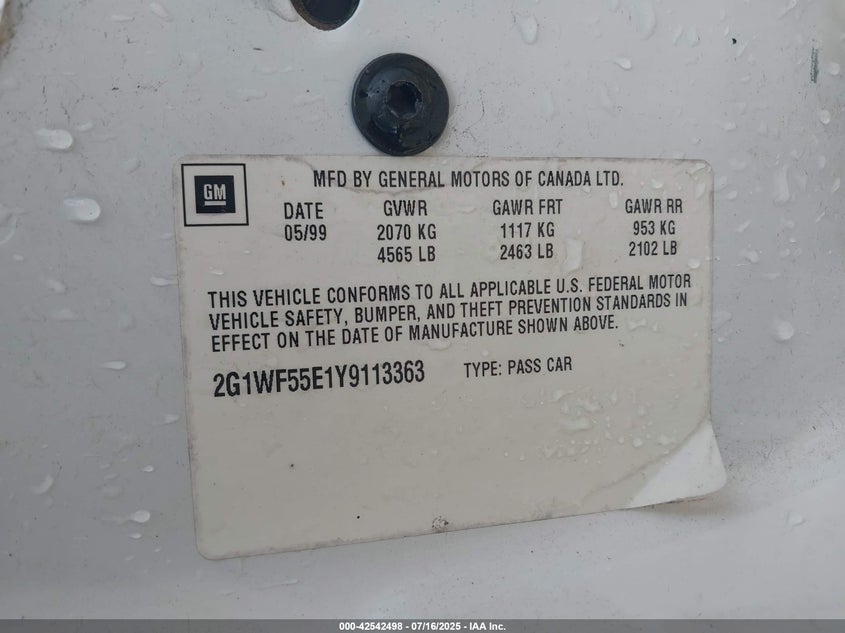 GM
MFD BY GENERAL MOTORS OF CANADA LTD.
DATE GVWR GAWR FRT GAWR RR
05/99 2070 KG 1117 KG 953 KG
4565 LB 2463 LB 2102 LB
THIS VEHICLE CONFORMS TO ALL APPLICABLE U.S. FEDERAL MOTOR
VEHICLE SAFETY, BUMPER, AND THEFT PREVENTION STANDARDS IN
EFFECT ON THE DATE OF MANUFACTURE SHOWN ABOVE.
2G1WF55E1Y9113363 TYPE: PASS CAR
000-42542498 - 07/16/2025 - IAA Inc.